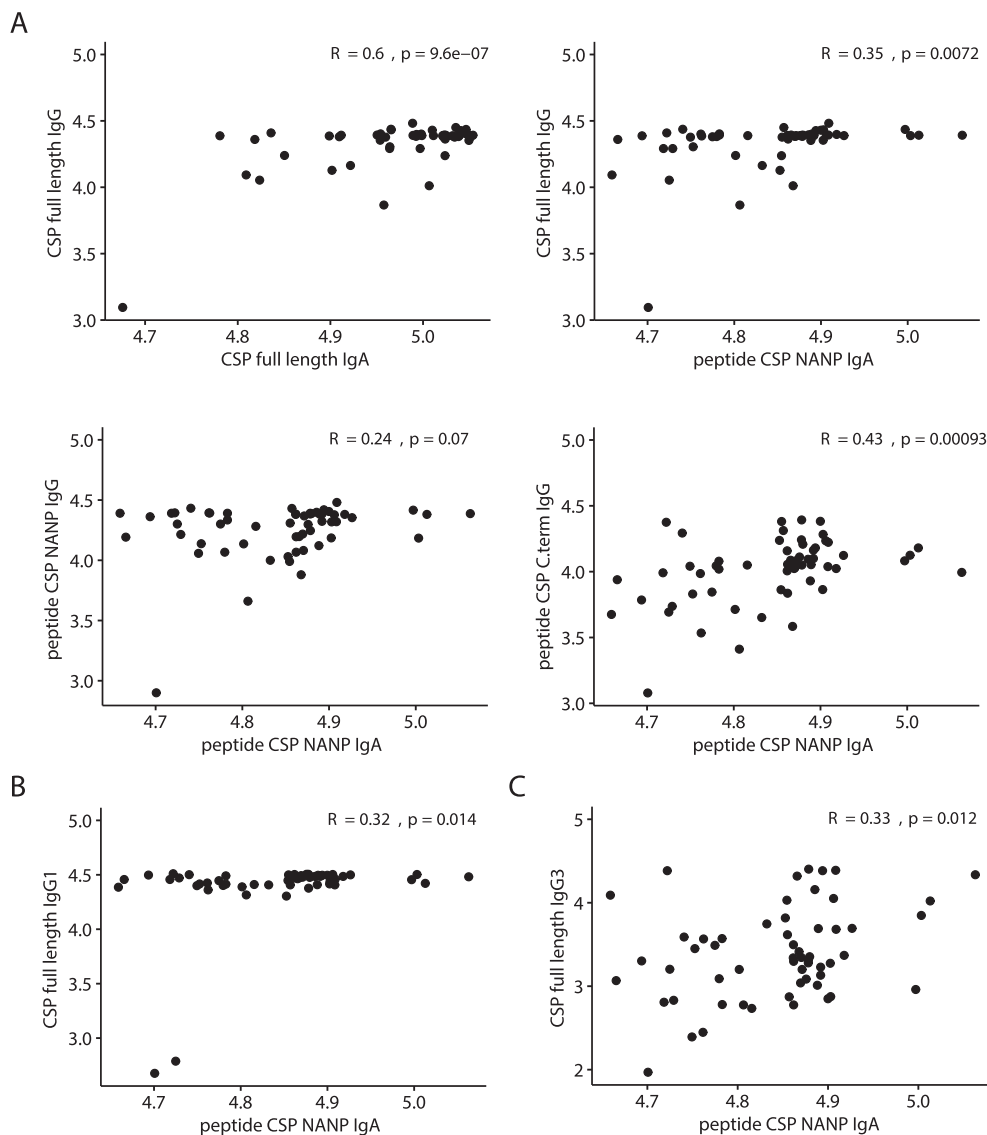 A
R = 0.6 , p = 9.6e−07
CSP full length IgG
5.0
4.5
4.0
3.5
3.0
4.7 4.8 4.9 5.0
CSP full length IgA
R = 0.35 , p = 0.0072
CSP full length IgG
5.0
4.5
4.0
3.5
3.0
4.7 4.8 4.9 5.0
peptide CSP NANP IgA
R = 0.24 , p = 0.07
peptide CSP NANP IgG
5.0
4.5
4.0
3.5
3.0
4.7 4.8 4.9 5.0
peptide CSP NANP IgA
R = 0.43 , p = 0.00093
peptide CSP C.term IgG
5.0
4.5
4.0
3.5
3.0
4.7 4.8 4.9 5.0
peptide CSP NANP IgA
B
R = 0.32 , p = 0.014
CSP full length IgG1
5.0
4.5
4.0
3.5
3.0
4.7 4.8 4.9 5.0
peptide CSP NANP IgA
C
R = 0.33 , p = 0.012
CSP full length IgG3
5
4
3
2
4.7 4.8 4.9 5.0
peptide CSP NANP IgA